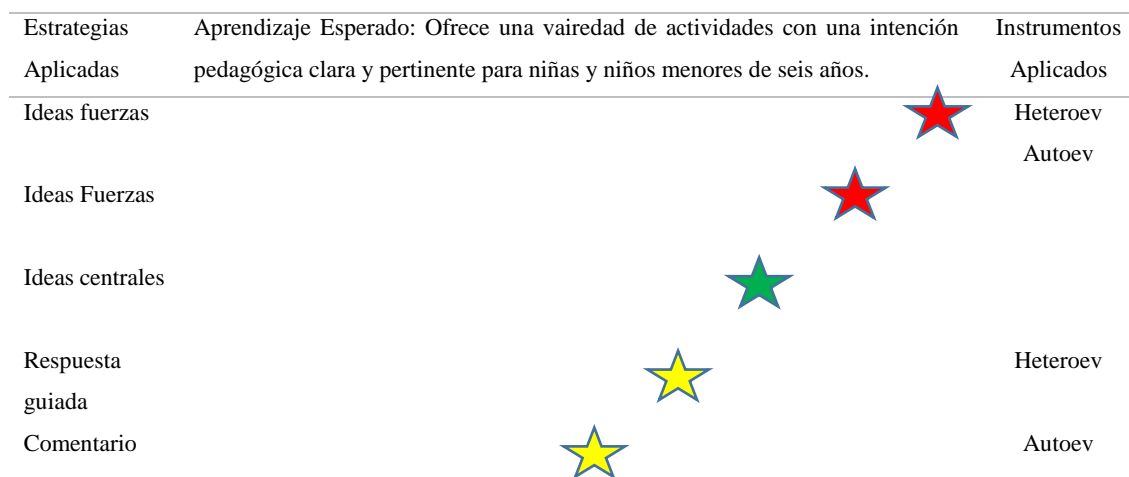 Estrategias Aplicadas
Aprendizaje Esperado: Ofrece una vairedad de actividades con una intención
pedagógica clara y pertinente para niñas y niños menores de seis años.
Instrumentos
Aplicados
Ideas fuerzas
Heteroev
Autoev
Ideas Fuerzas
Ideas centrales
Respuesta
guiada
Heteroev
Comentario
Autoev